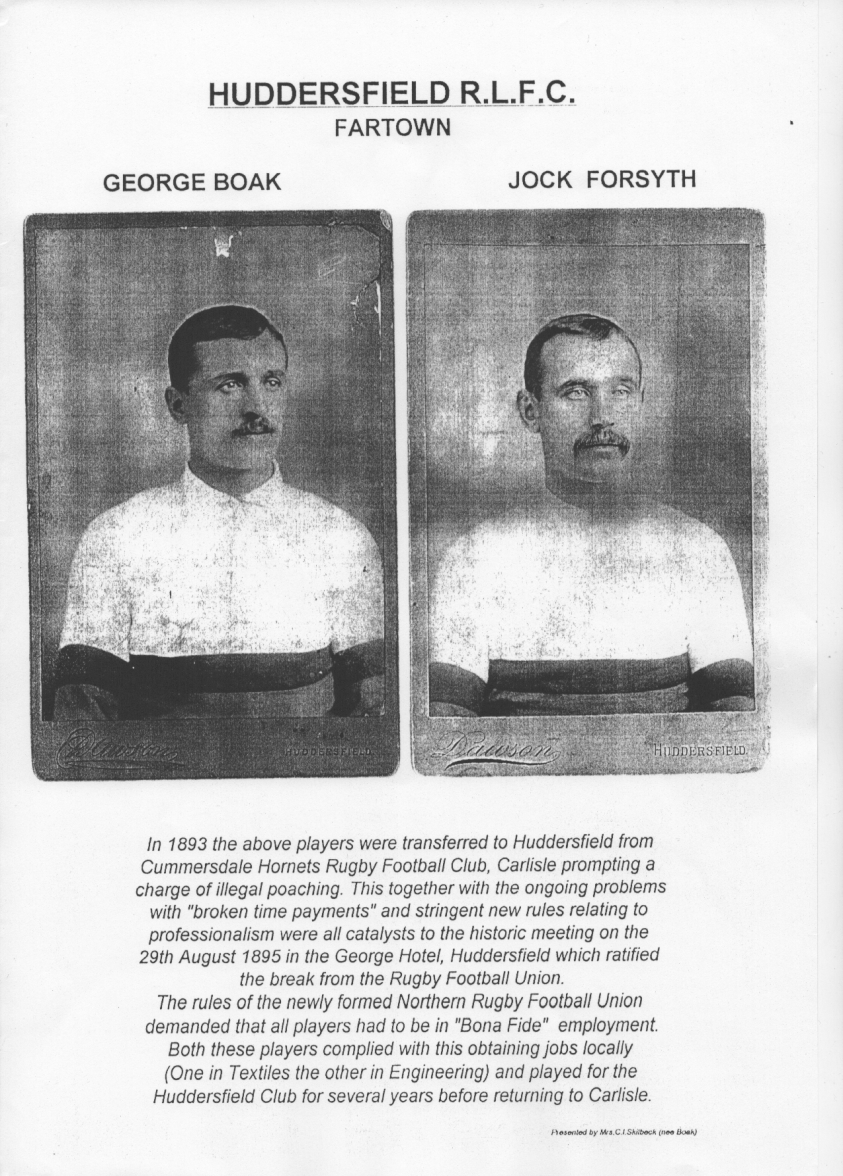 HUDDERSFIELD R.L.F.C.
FARTOWN
GEORGE BOAK
JOCK FORSYTH
Dawson
HUDDERSFIELD
Dawson
HUDDERSFIELD
In 1893 the above players were transferred to Huddersfield from
Cummersdale Hornets Rugby Football Club, Carlisle prompting a
charge of illegal poaching. This together with the ongoing problems
with "broken time payments" and stringent new rules relating to
professionalism were all catalysts to the historic meeting on the
29th August 1895 in the George Hotel, Huddersfield which ratified
the break from the Rugby Football Union.
The rules of the newly formed Northern Rugby Football Union
demanded that all players had to be in "Bona Fide" employment.
Both these players complied with this obtaining jobs locally
(One in Textiles the other in Engineering) and played for the
Huddersfield Club for several years before returning to Carlisle.
Presented by Mrs.C.I.Skilbeck (nee Boak)